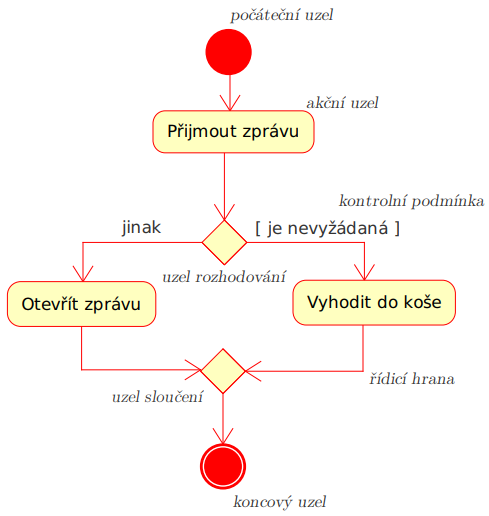 počáteční uzel
akční uzel
Přijmout zprávu
kontrolní podmínka
jinak
[ je nevyžádaná ]
uzel rozhodování
Otevřít zprávu
Vyhodit do koše
řídicí hrana
uzel sloučení
koncový uzel